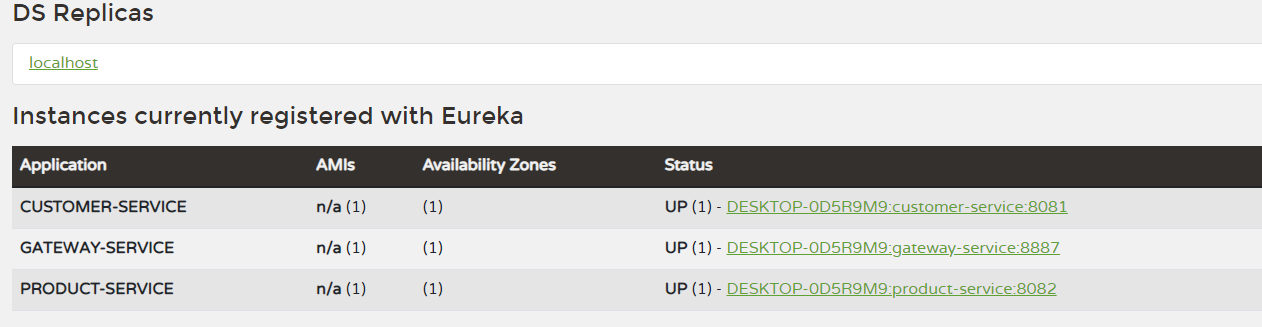 DS Replicas
localhost
Instances currently registered with Eureka
Application AMIs Availability Zones Status
CUSTOMER-SERVICE n/a (1) (1) UP (1) - DESKTOP-0D5R9M9:customer-service:8081
GATEWAY-SERVICE n/a (1) (1) UP (1) - DESKTOP-0D5R9M9:gateway-service:8887
PRODUCT-SERVICE n/a (1) (1) UP (1) - DESKTOP-0D5R9M9:product-service:8082